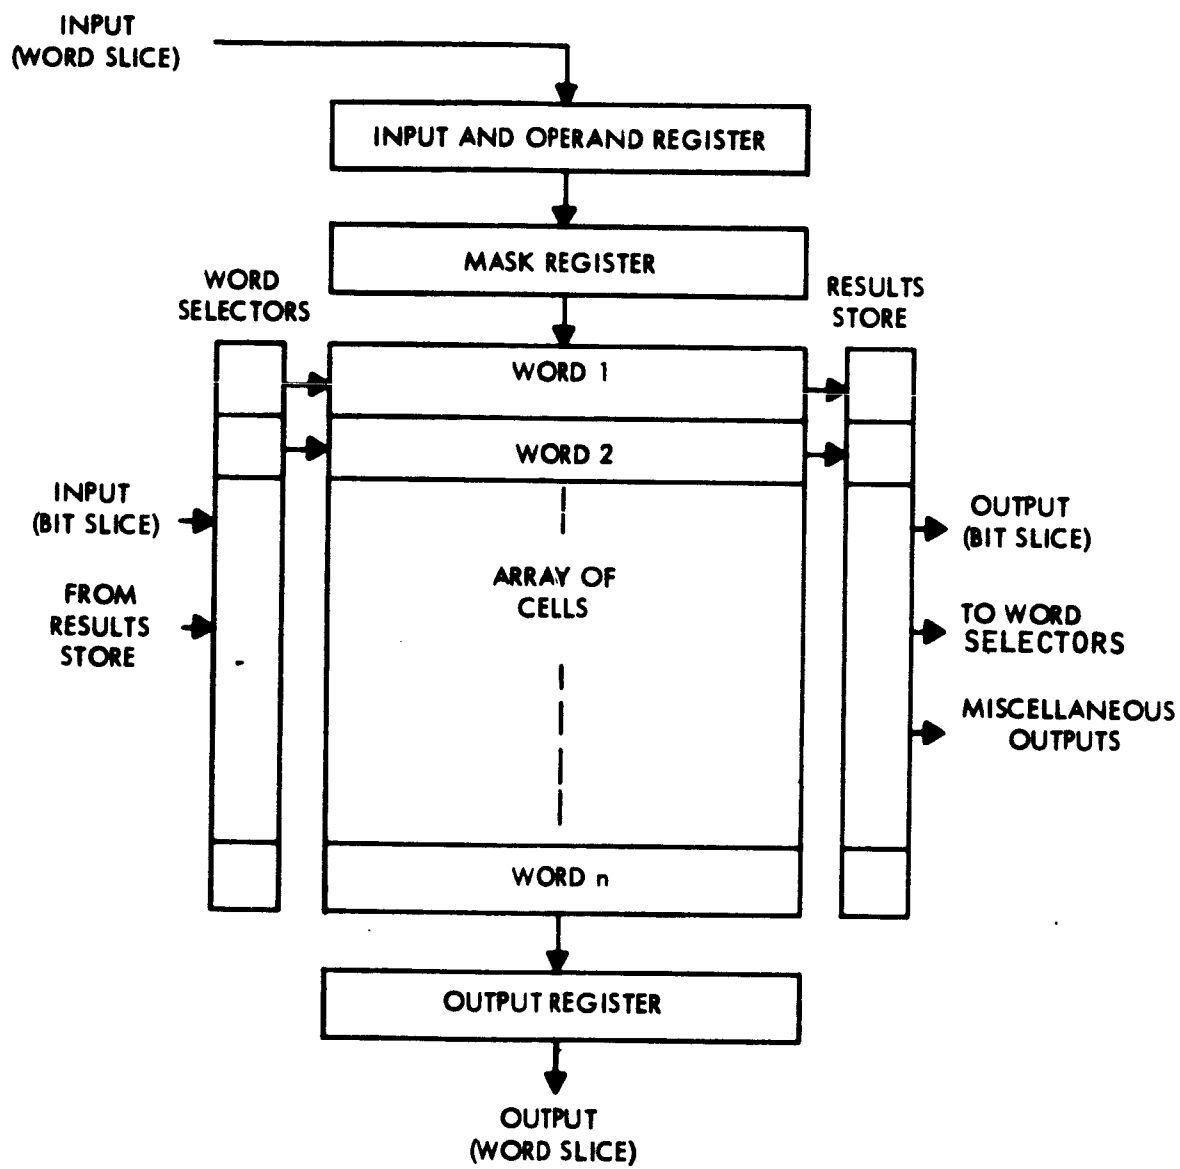 INPUT
(WORD SLICE)
INPUT AND OPERAND REGISTER
MASK REGISTER
WORD
SELECTORS
RESULTS
STORE
WORD 1
WORD 2
INPUT
(BIT SLICE)
FROM
RESULTS
STORE
ARRAY OF
CELLS
OUTPUT
(BIT SLICE)
TO WORD
SELECTORS
MISCELLANEOUS
OUTPUTS
WORD n
OUTPUT REGISTER
OUTPUT
(WORD SLICE)